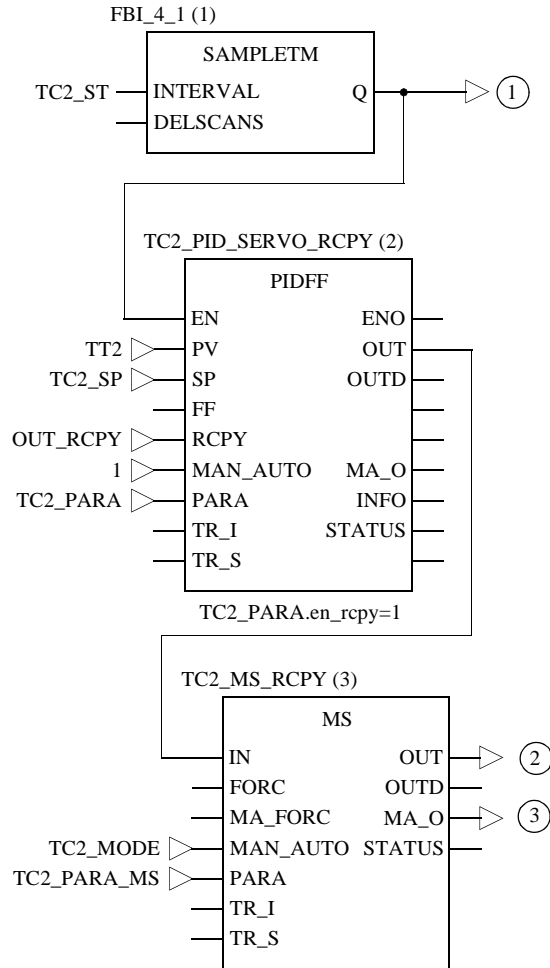 FBI_4_1 (1)
SAMPLETM
TC2_ST INTERVAL Q 1
DELSCANS
TC2_PID_SERVO_RCPY (2)
PIDFF
EN ENO
TT2 PV OUT
TC2_SP SP OUTD
FF
OUT_RCPY RCPY
1 MAN_AUTO MA_O
TC2_PARA PARA INFO
TR_I STATUS
TR_S
TC2_PARA.en_rcpy=1
TC2_MS_RCPY (3)
MS
IN OUT 2
FORC OUTD
MA_FORC MA_O 3
TC2_MODE MAN_AUTO STATUS
TC2_PARA_MS PARA
TR_I
TR_S